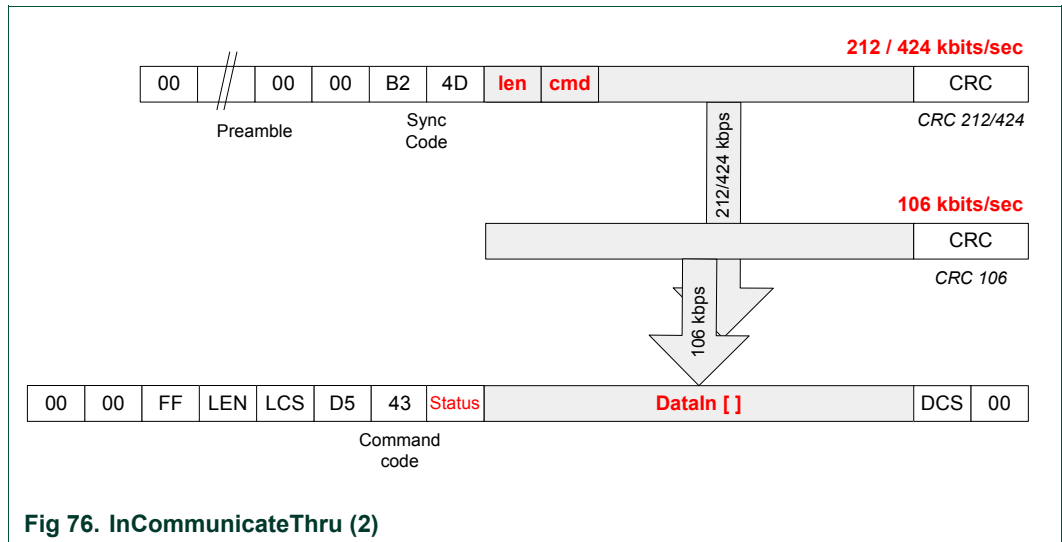 212 / 424 kbits/sec
00 00 00 B2 4D len cmd CRC
Preamble
Sync
Code
CRC 212/424
212/424 kbps
106 kbits/sec
CRC
CRC 106
106 kbps
00 00 FF LEN LCS D5 43 Status DataIn [ ] DCS 00
Command
code
Fig 76. InCommunicateThru (2)